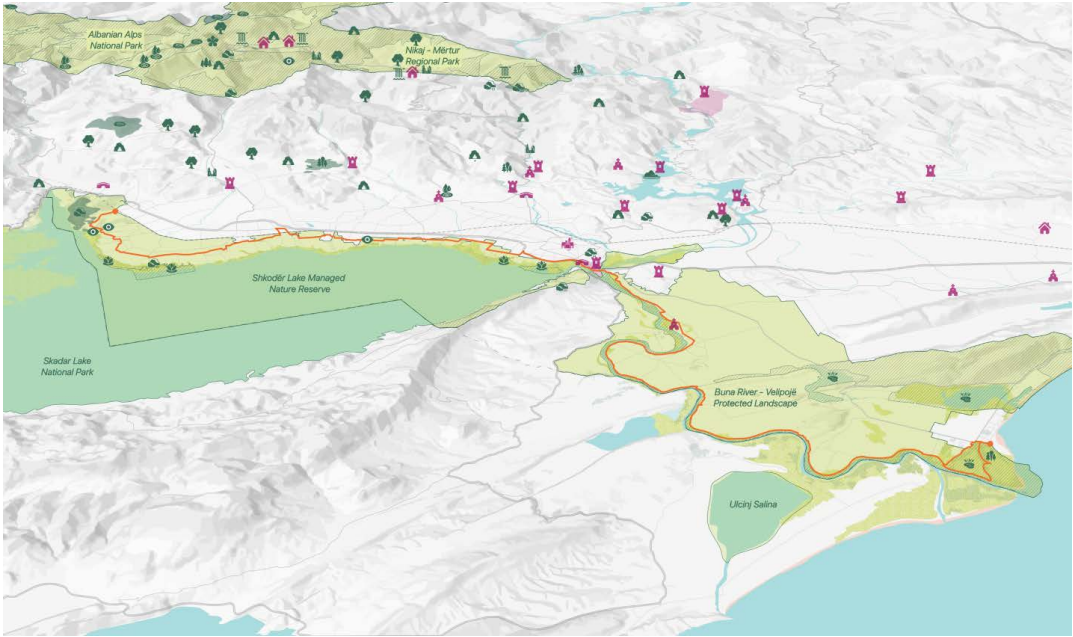 Albanian Alps
National Park
Nikaj - Mërtur
Regional Park
Shkodër Lake Managed
Nature Reserve
Skadar Lake
National Park
Buna River - Velipojë
Protected Landscape
Ulcinj Salina